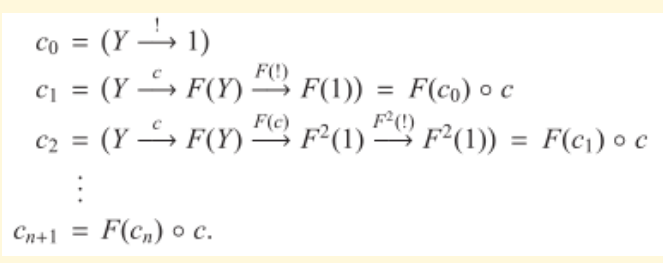 c₀ = (Y —!→ 1)
c₁ = (Y —c→ F(Y) —F(!)→ F(1)) = F(c₀) ∘ c
c₂ = (Y —c→ F(Y) —F(c)→ F²(1) —F²(!)→ F²(1)) = F(c₁) ∘ c
⋮
cₙ₊₁ = F(cₙ) ∘ c.